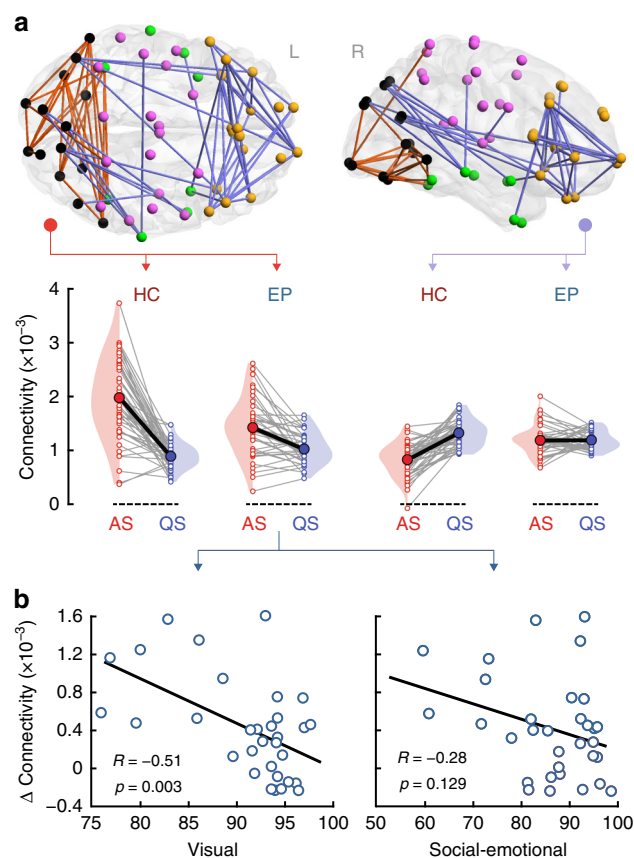 a
L R
HC EP HC EP
Connectivity (×10⁻³)
4
3
2
1
0
AS QS AS QS AS QS AS QS
b
Δ Connectivity (×10⁻³)
1.6
1.2
0.8
0.4
0
−0.4
R = −0.51
p = 0.003
75 80 85 90 95 100
Visual
R = −0.28
p = 0.129
50 60 70 80 90 100
Social-emotional